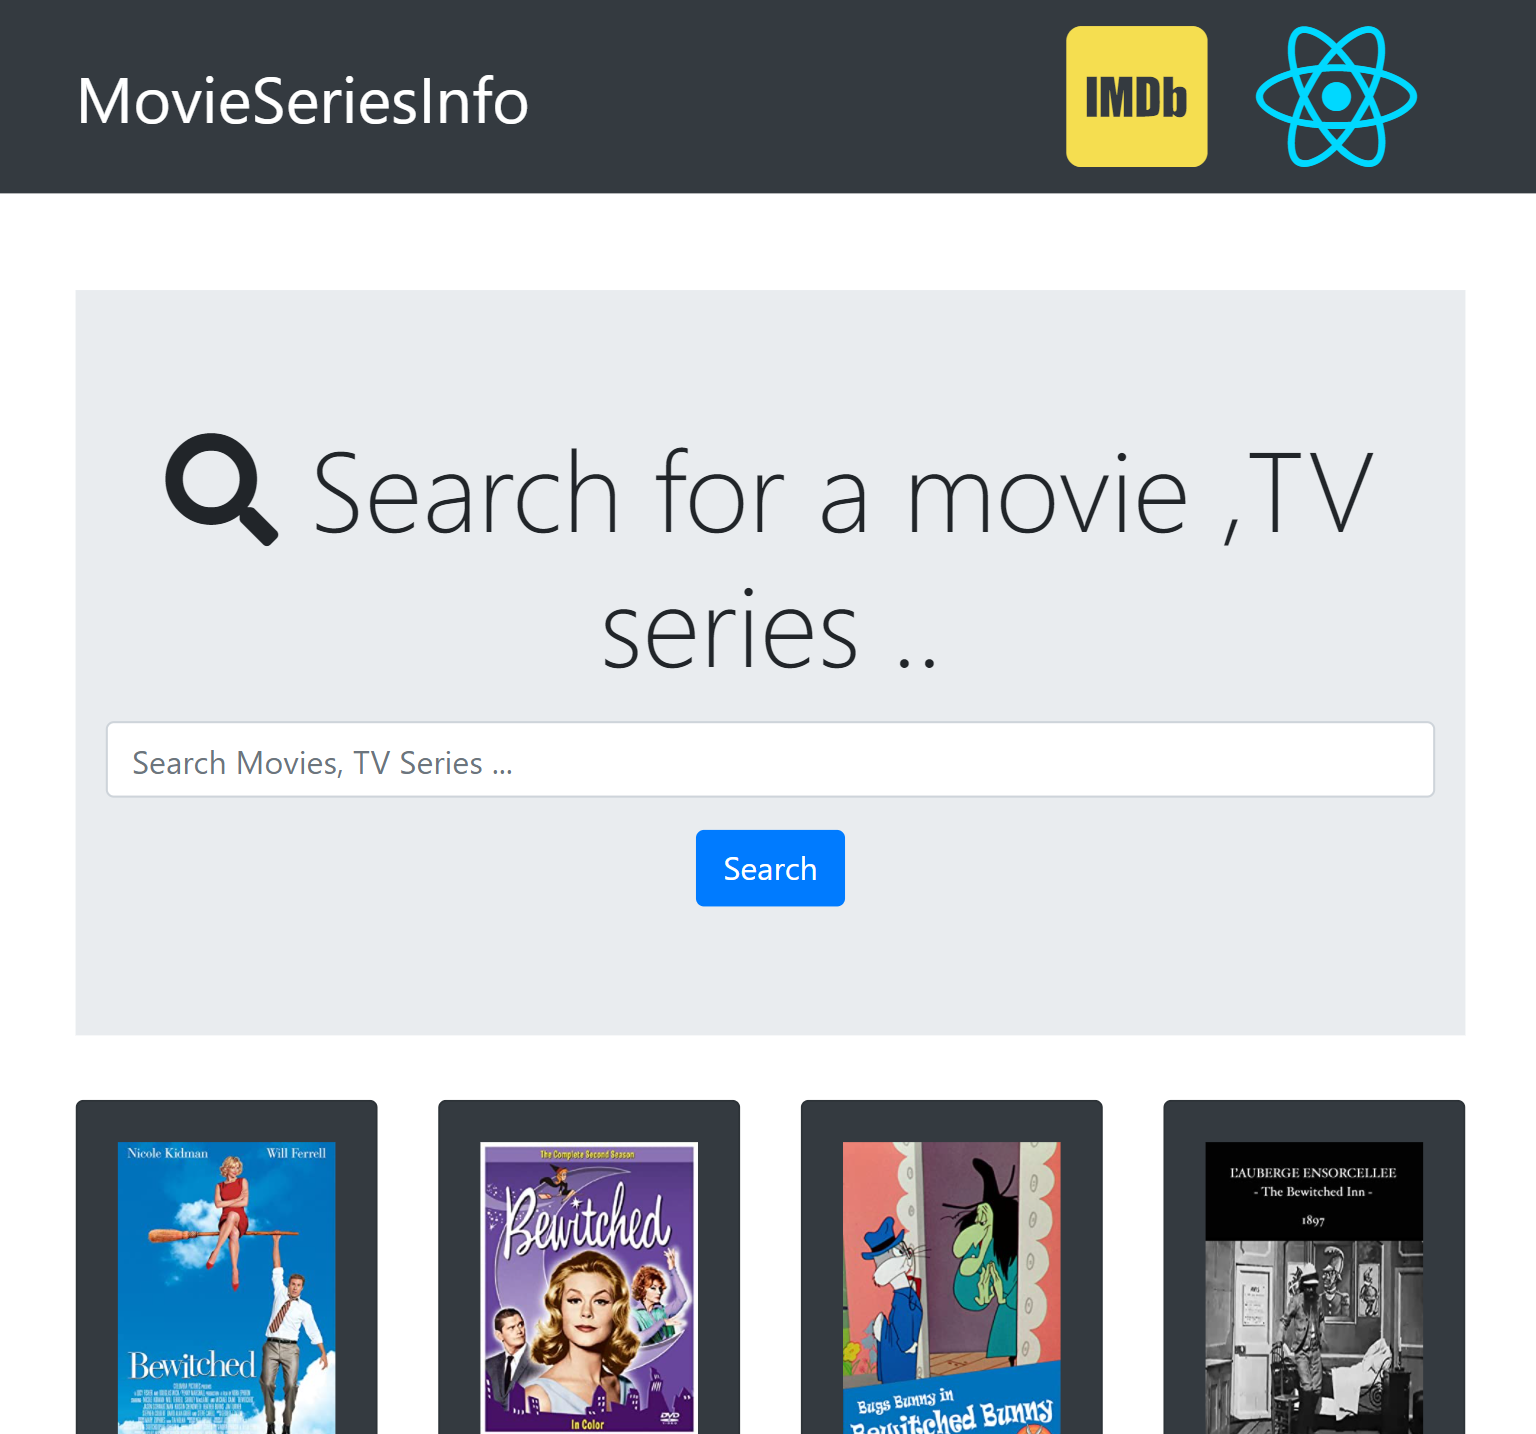 MovieSeriesInfo
IMDb
Search for a movie ,TV
series ..
Search Movies, TV Series ...
Search
Nicole Kidman Will Ferrell
Bewitched
The Complete Second Season
Bewitched
In Color
DVD
Bugs Bunny in
Bewitched Bunny
L'AUBERGE ENSORCELLEE
- The Bewitched Inn -
1897